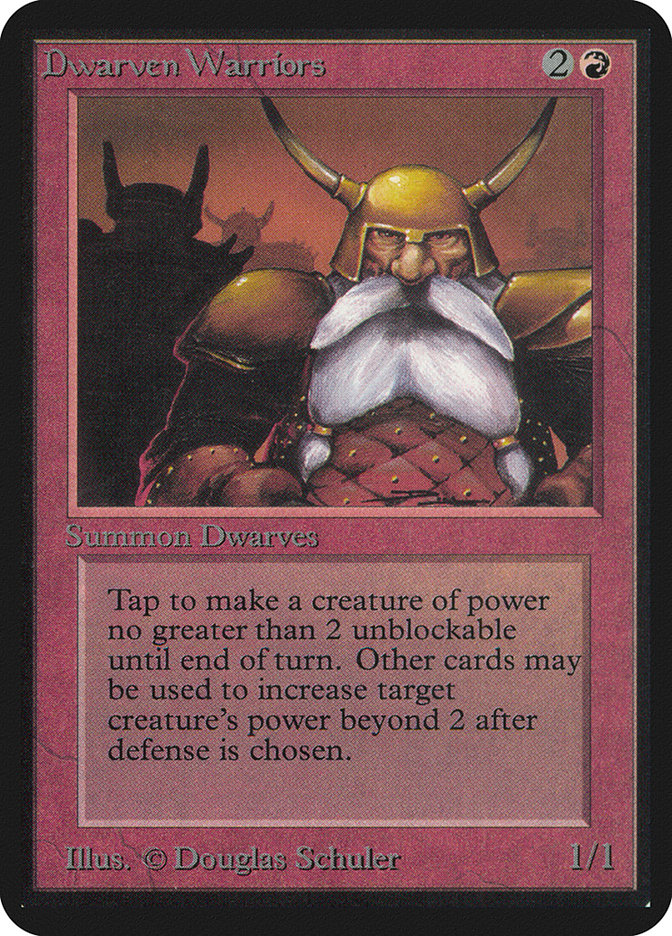 Dwarven Warriors 2
Summon Dwarves
Tap to make a creature of power
no greater than 2 unblockable
until end of turn. Other cards may
be used to increase target
creature's power beyond 2 after
defense is chosen.
Illus. © Douglas Schuler 1/1